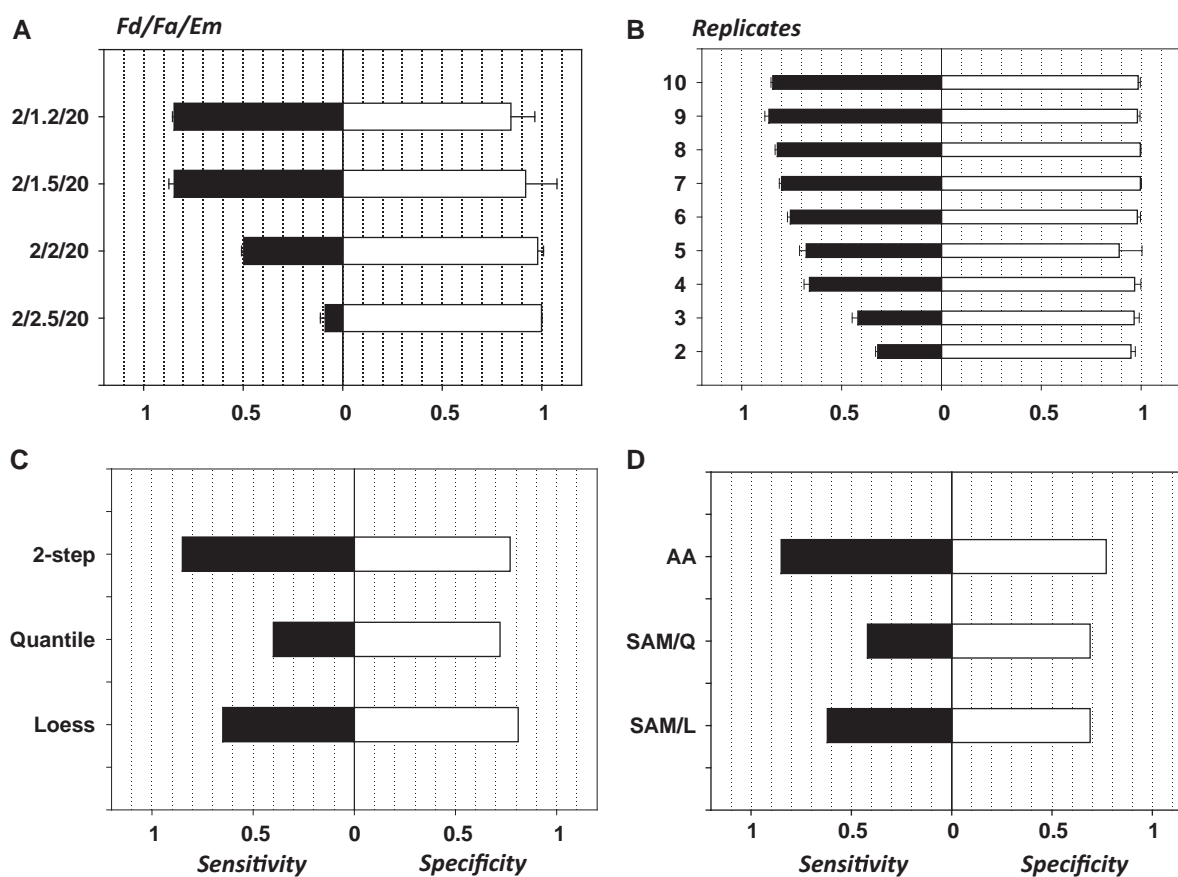 A Fd/Fa/Em
2/1.2/20
2/1.5/20
2/2/20
2/2.5/20
1 0.5 0 0.5 1
B Replicates
10
9
8
7
6
5
4
3
2
1 0.5 0 0.5 1
C
2-step
Quantile
Loess
1 0.5 0 0.5 1
Sensitivity Specificity
D
AA
SAM/Q
SAM/L
1 0.5 0 0.5 1
Sensitivity Specificity